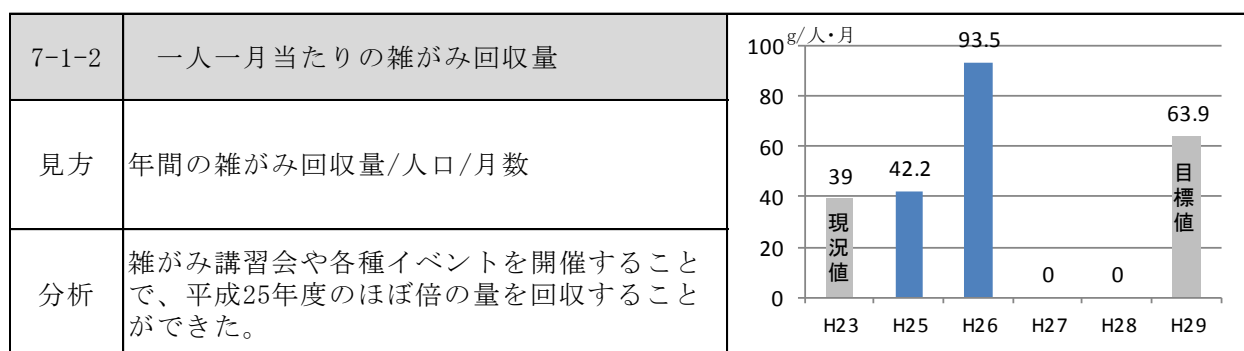 7-1-2
一人一月当たりの雑がみ回収量
見方
年間の雑がみ回収量/人口/月数
分析
雑がみ講習会や各種イベントを開催すること
で、平成25年度のほぼ倍の量を回収すること
ができた。
g/人・月
100
80
60
40
20
0
39
42.2
93.5
0
0
63.9
現況値
目標値
H23
H25
H26
H27
H28
H29